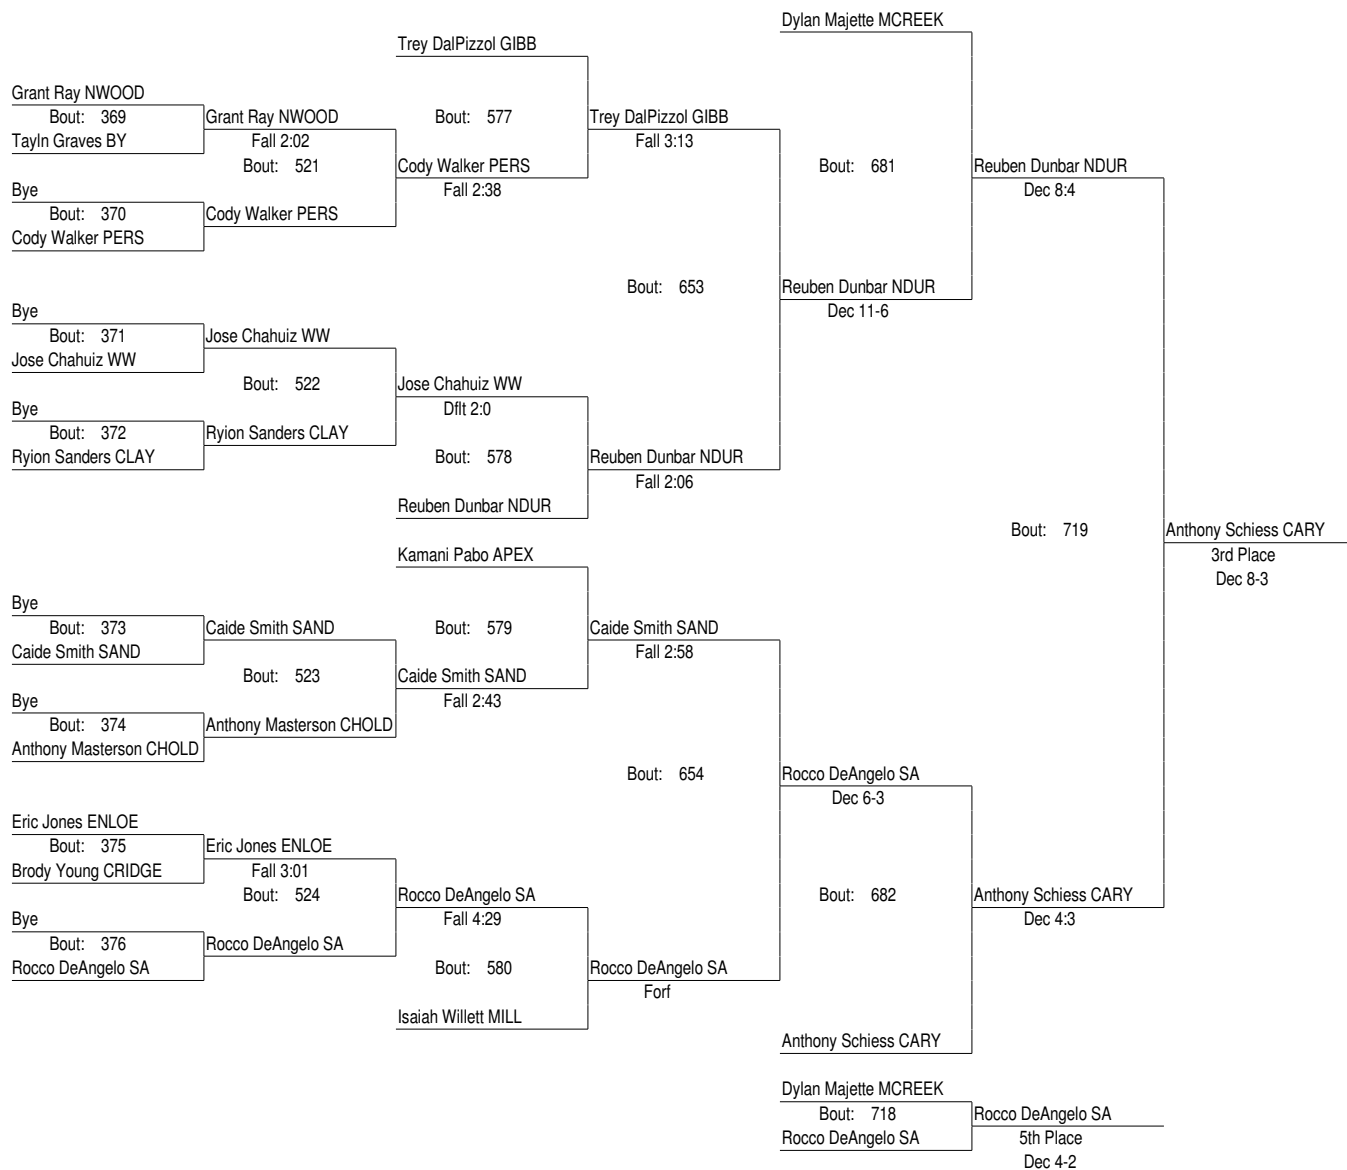 Dylan Majette MCREEK
Trey DalPizzol GIBB
Grant Ray NWOOD
Bout: 369
Tayln Graves BY
Grant Ray NWOOD
Fall 2:02
Bout: 521
Bout: 577
Trey DalPizzol GIBB
Fall 3:13
Cody Walker PERS
Fall 2:38
Bout: 681
Reuben Dunbar NDUR
Dec 8:4
Bye
Bout: 370
Cody Walker PERS
Cody Walker PERS
Bout: 653
Reuben Dunbar NDUR
Dec 11-6
Bye
Bout: 371
Jose Chahuiz WW
Jose Chahuiz WW
Bout: 522
Jose Chahuiz WW
Dflt 2:0
Bye
Bout: 372
Ryion Sanders CLAY
Ryion Sanders CLAY
Bout: 578
Reuben Dunbar NDUR
Fall 2:06
Reuben Dunbar NDUR
Bout: 719
Anthony Schiess CARY
3rd Place
Dec 8-3
Kamani Pabo APEX
Bye
Bout: 373
Caide Smith SAND
Caide Smith SAND
Bout: 579
Caide Smith SAND
Fall 2:58
Bout: 523
Caide Smith SAND
Fall 2:43
Bye
Bout: 374
Anthony Masterson CHOLD
Anthony Masterson CHOLD
Bout: 654
Rocco DeAngelo SA
Dec 6-3
Eric Jones ENLOE
Bout: 375
Brody Young CRIDGE
Eric Jones ENLOE
Fall 3:01
Bout: 524
Rocco DeAngelo SA
Fall 4:29
Bout: 682
Anthony Schiess CARY
Dec 4:3
Bye
Bout: 376
Rocco DeAngelo SA
Rocco DeAngelo SA
Bout: 580
Rocco DeAngelo SA
Forf
Isaiah Willett MILL
Anthony Schiess CARY
Dylan Majette MCREEK
Bout: 718
Rocco DeAngelo SA
Rocco DeAngelo SA
5th Place
Dec 4-2